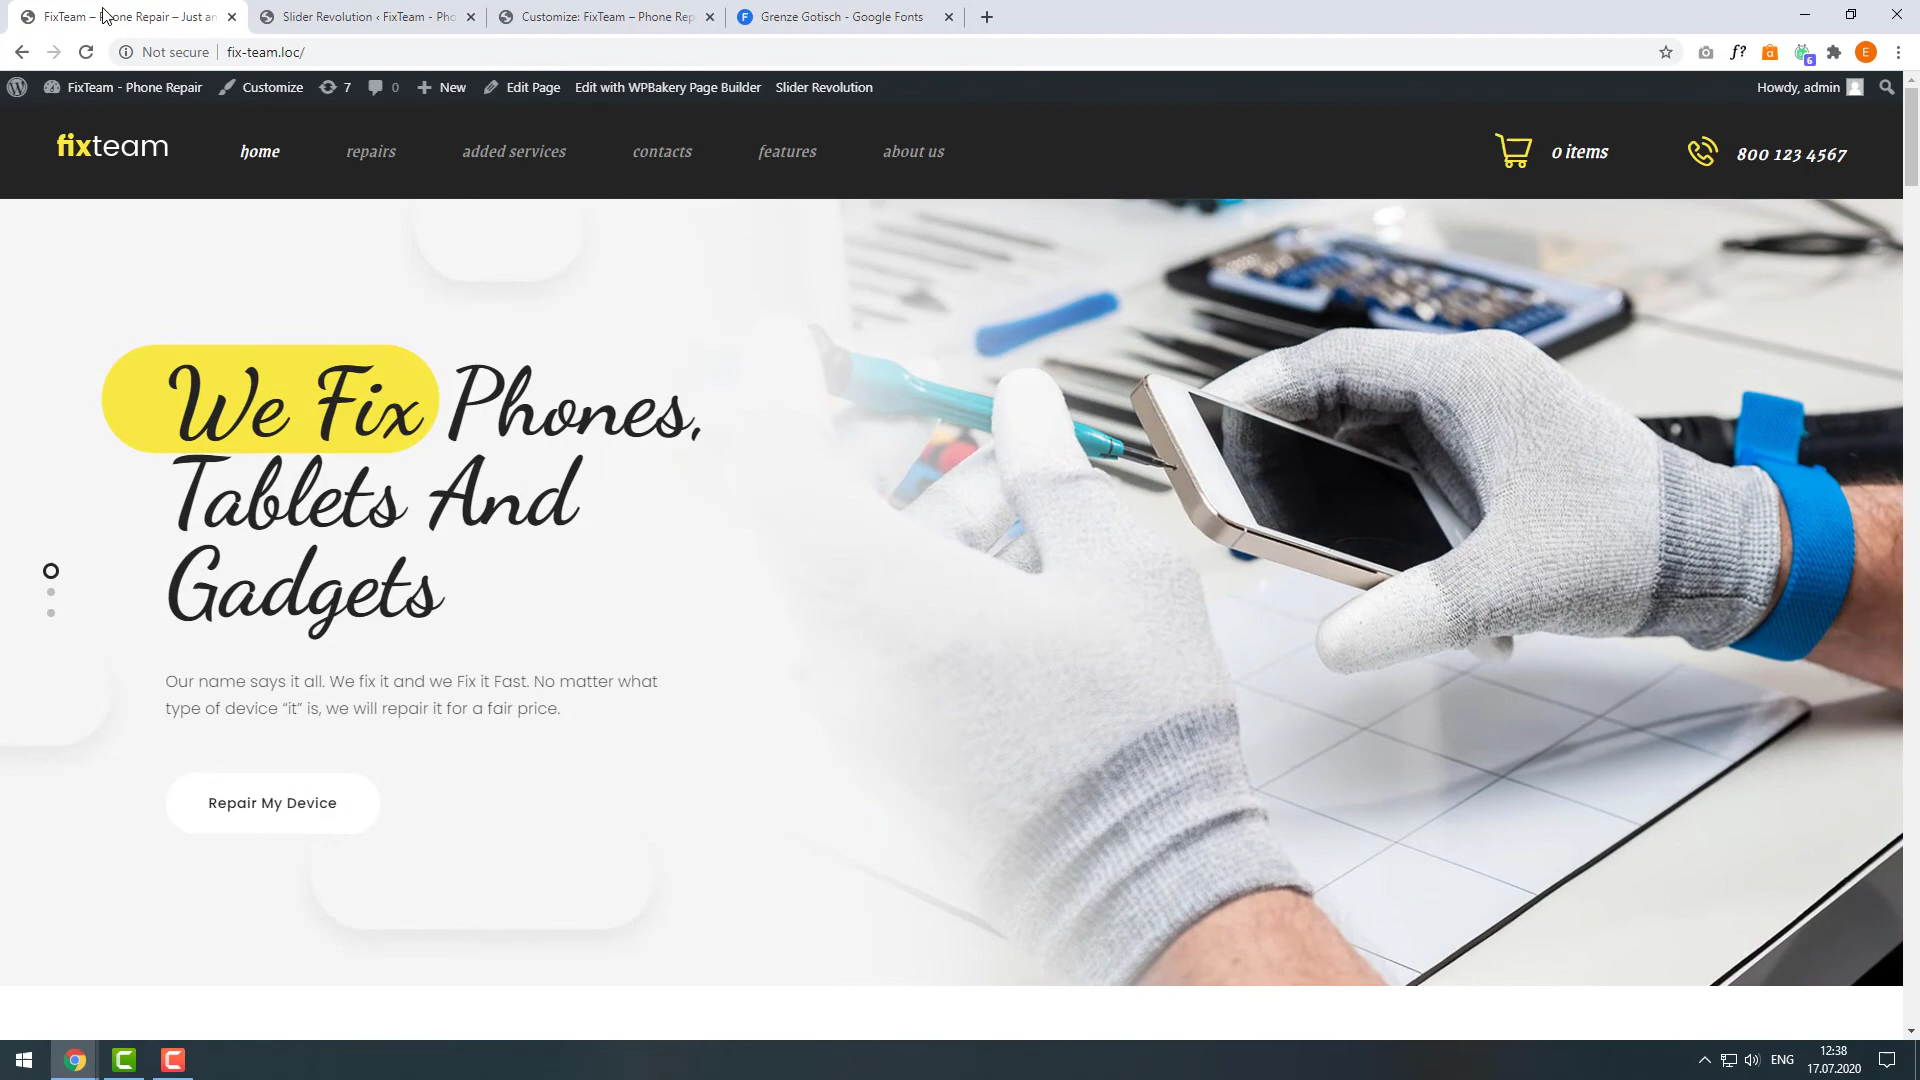 FixTeam – Phone Repair – Just an
Slider Revolution ‹ FixTeam - Pho
Customize: FixTeam – Phone Rep
Grenze Gotisch - Google Fonts
Not secure
fix-team.loc/
f?
a
6
E
FixTeam - Phone Repair
Customize
7
0
New
Edit Page
Edit with WPBakery Page Builder
Slider Revolution
Howdy, admin
fixteam
home
repairs
added services
contacts
features
about us
0 items
800 123 4567
We Fix Phones,
Tablets And
Gadgets
Our name says it all. We fix it and we Fix it Fast. No matter what
type of device “it” is, we will repair it for a fair price.
Repair My Device
ENG
12:38
17.07.2020